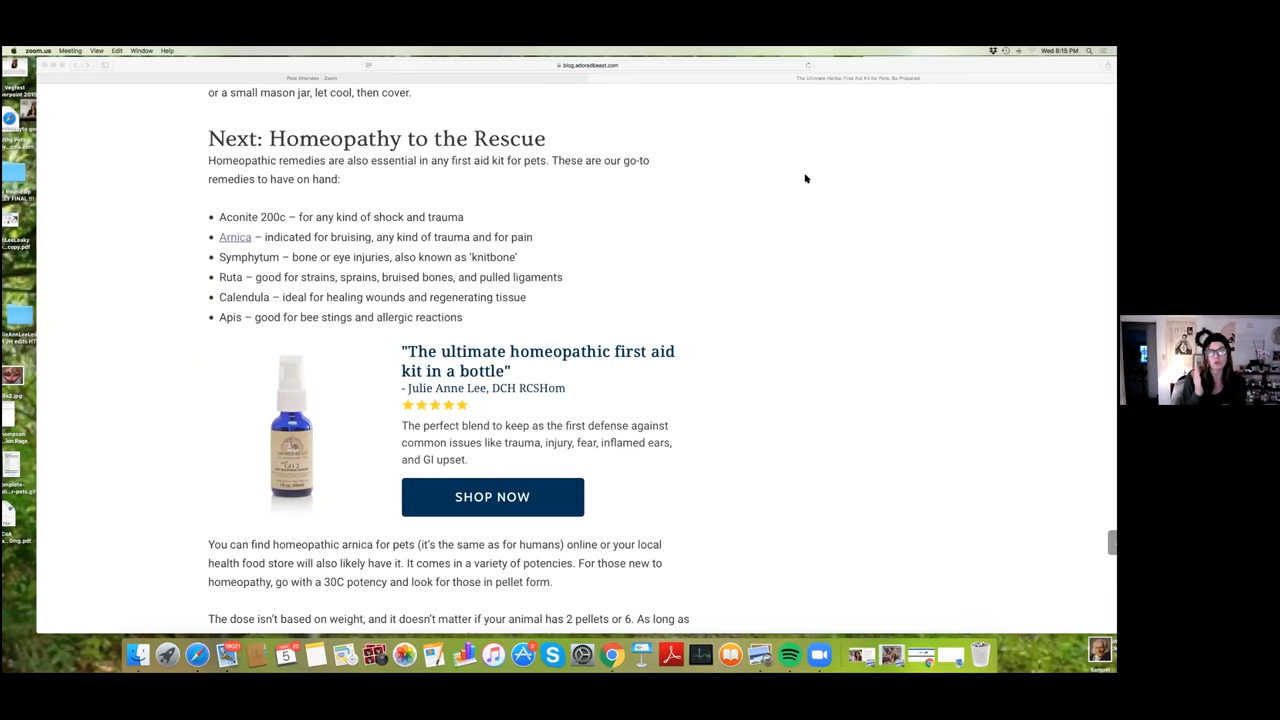 zoom.us Meeting View Edit Window Help
Wed 6:15 PM
blog.adoredbeast.com
Post Attendee - Zoom
The Ultimate Herbal First Aid Kit for Pets: Be Prepared
or a small mason jar, let cool, then cover.
Next: Homeopathy to the Rescue
Homeopathic remedies are also essential in any first aid kit for pets. These are our go-to
remedies to have on hand:
• Aconite 200c – for any kind of shock and trauma
• Arnica – indicated for bruising, any kind of trauma and for pain
• Symphytum – bone or eye injuries, also known as ‘knitbone’
• Ruta – good for strains, sprains, bruised bones, and pulled ligaments
• Calendula – ideal for healing wounds and regenerating tissue
• Apis – good for bee stings and allergic reactions
"The ultimate homeopathic first aid
kit in a bottle"
- Julie Anne Lee, DCH RCSHom
The perfect blend to keep as the first defense against
common issues like trauma, injury, fear, inflamed ears,
and GI upset.
SHOP NOW
You can find homeopathic arnica for pets (it’s the same as for humans) online or your local
health food store will also likely have it. It comes in a variety of potencies. For those new to
homeopathy, go with a 30C potency and look for those in pellet form.
The dose isn’t based on weight, and it doesn’t matter if your animal has 2 pellets or 6. As long as